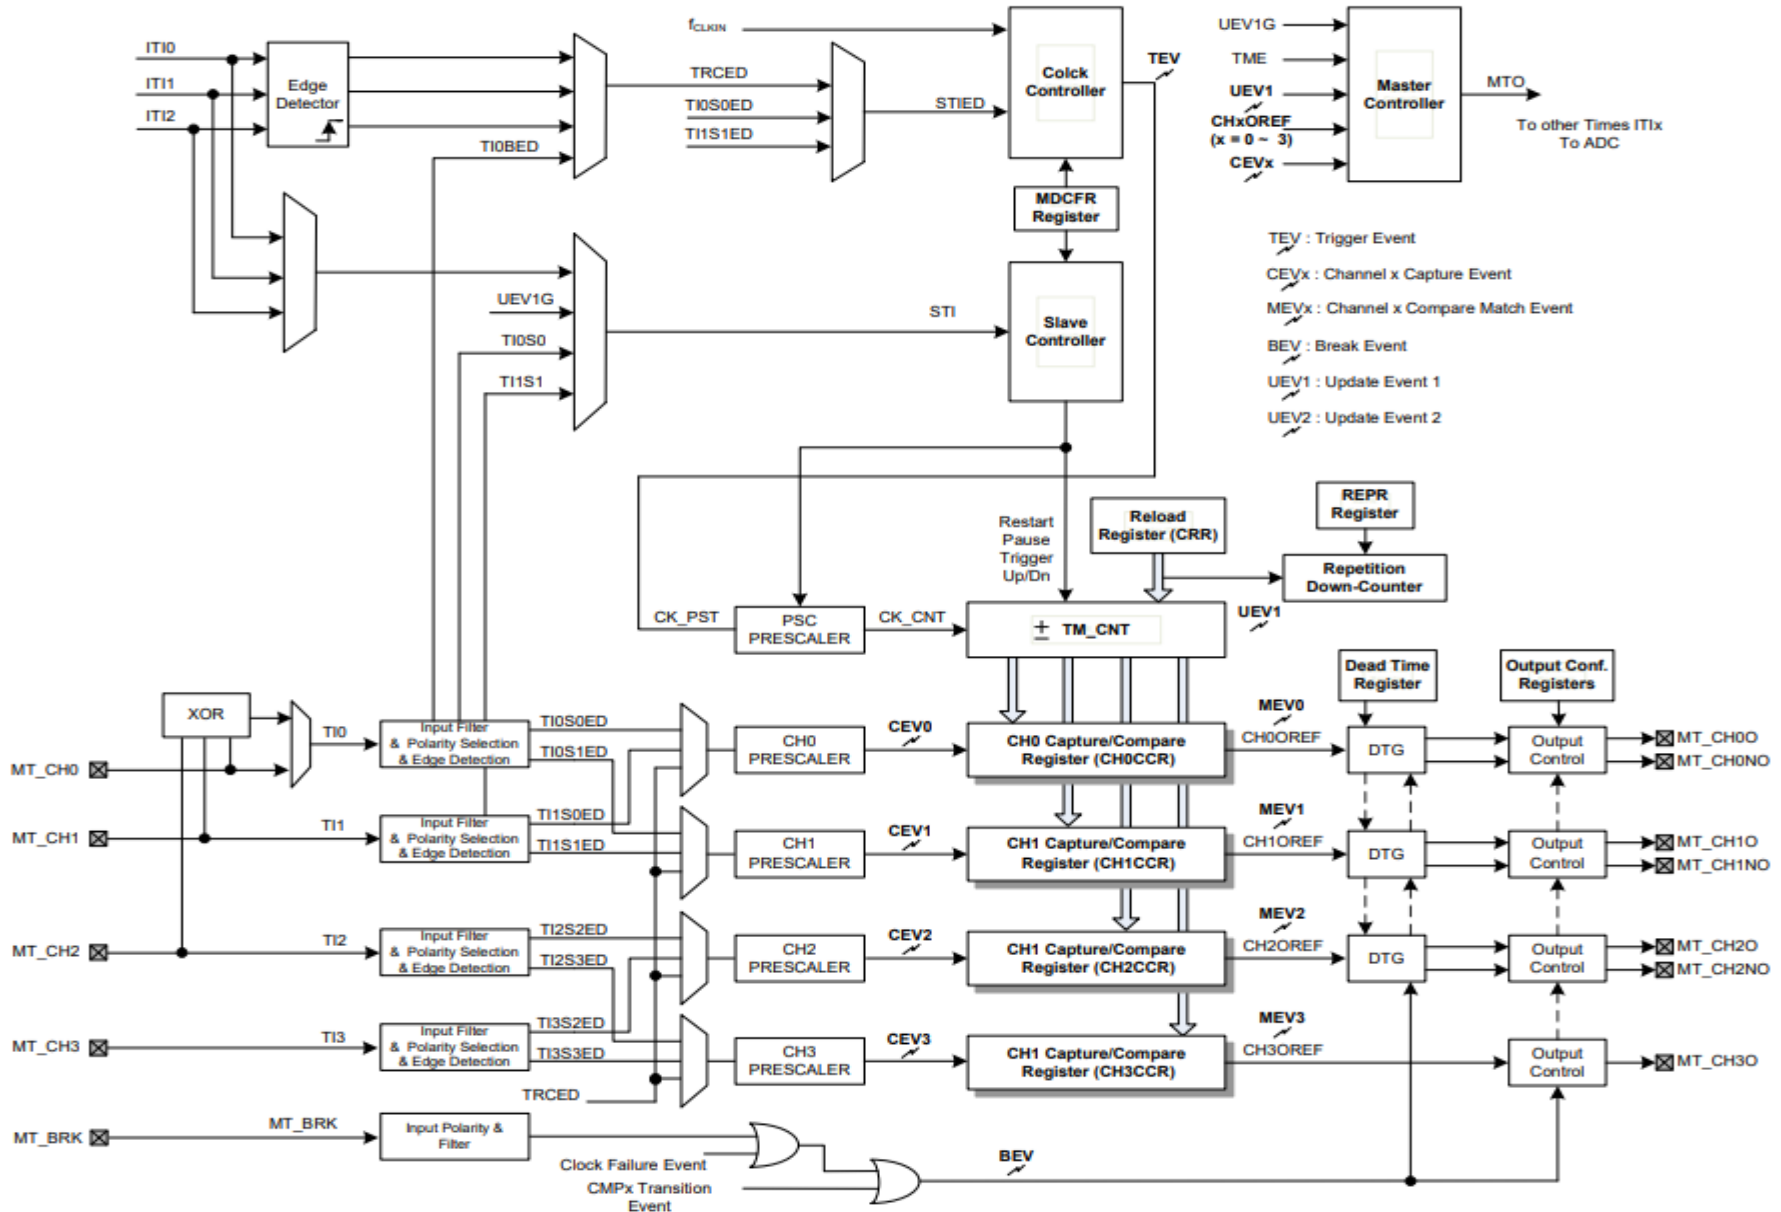 ITI0
ITI1
ITI2
Edge
Detector
TI0BED
fCLKIN
TRCED
TI0S0ED
TI1S1ED
STIED
Colck
Controller
TEV
UEV1G
TME
UEV1
CHxOREF
(x = 0 ~ 3)
CEVx
Master
Controller
MTO
To other Times ITIx
To ADC
MDCFR
Register
UEV1G
TI0S0
TI1S1
STI
Slave
Controller
TEV : Trigger Event
CEVx : Channel x Capture Event
MEVx : Channel x Compare Match Event
BEV : Break Event
UEV1 : Update Event 1
UEV2 : Update Event 2
Restart
Pause
Trigger
Up/Dn
Reload
Register (CRR)
REPR
Register
Repetition
Down-Counter
CK_PST
PSC
PRESCALER
CK_CNT
± TM_CNT
UEV1
Dead Time
Register
Output Conf.
Registers
XOR
TI0
MT_CH0
Input Filter
& Polarity Selection
& Edge Detection
TI0S0ED
TI0S1ED
CH0
PRESCALER
CEV0
CH0 Capture/Compare
Register (CH0CCR)
MEV0
CH0OREF
DTG
Output
Control
MT_CH0O
MT_CH0NO
MT_CH1
TI1
Input Filter
& Polarity Selection
& Edge Detection
TI1S0ED
TI1S1ED
CH1
PRESCALER
CEV1
CH1 Capture/Compare
Register (CH1CCR)
MEV1
CH1OREF
DTG
Output
Control
MT_CH1O
MT_CH1NO
MT_CH2
TI2
Input Filter
& Polarity Selection
& Edge Detection
TI2S2ED
TI2S3ED
CH2
PRESCALER
CEV2
CH1 Capture/Compare
Register (CH2CCR)
MEV2
CH2OREF
DTG
Output
Control
MT_CH2O
MT_CH2NO
MT_CH3
TI3
Input Filter
& Polarity Selection
& Edge Detection
TI3S2ED
TI3S3ED
CH3
PRESCALER
CEV3
CH1 Capture/Compare
Register (CH3CCR)
MEV3
CH3OREF
Output
Control
MT_CH3O
TRCED
MT_BRK
MT_BRK
Input Polarity &
Filter
Clock Failure Event
CMPx Transition
Event
BEV